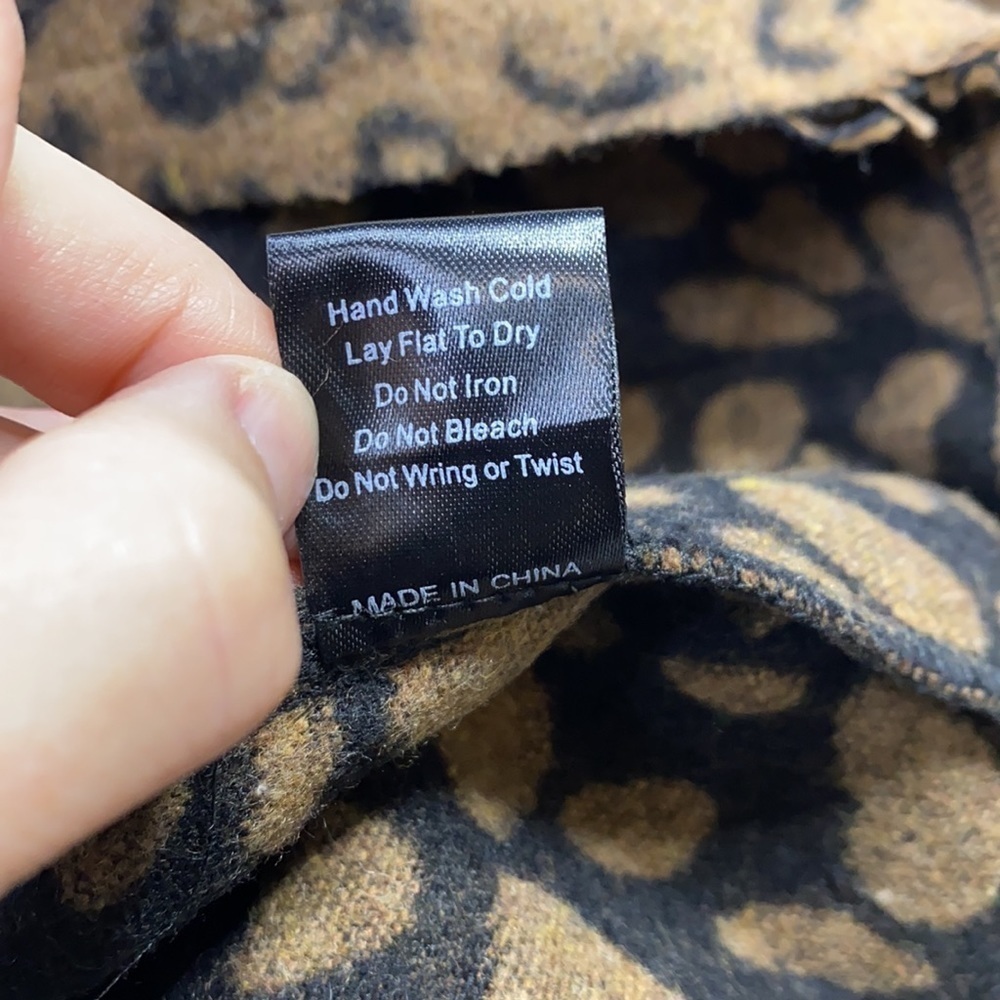 Hand Wash Cold
Lay Flat To Dry
Do Not Iron
Do Not Bleach
Do Not Wring or Twist
MADE IN CHINA